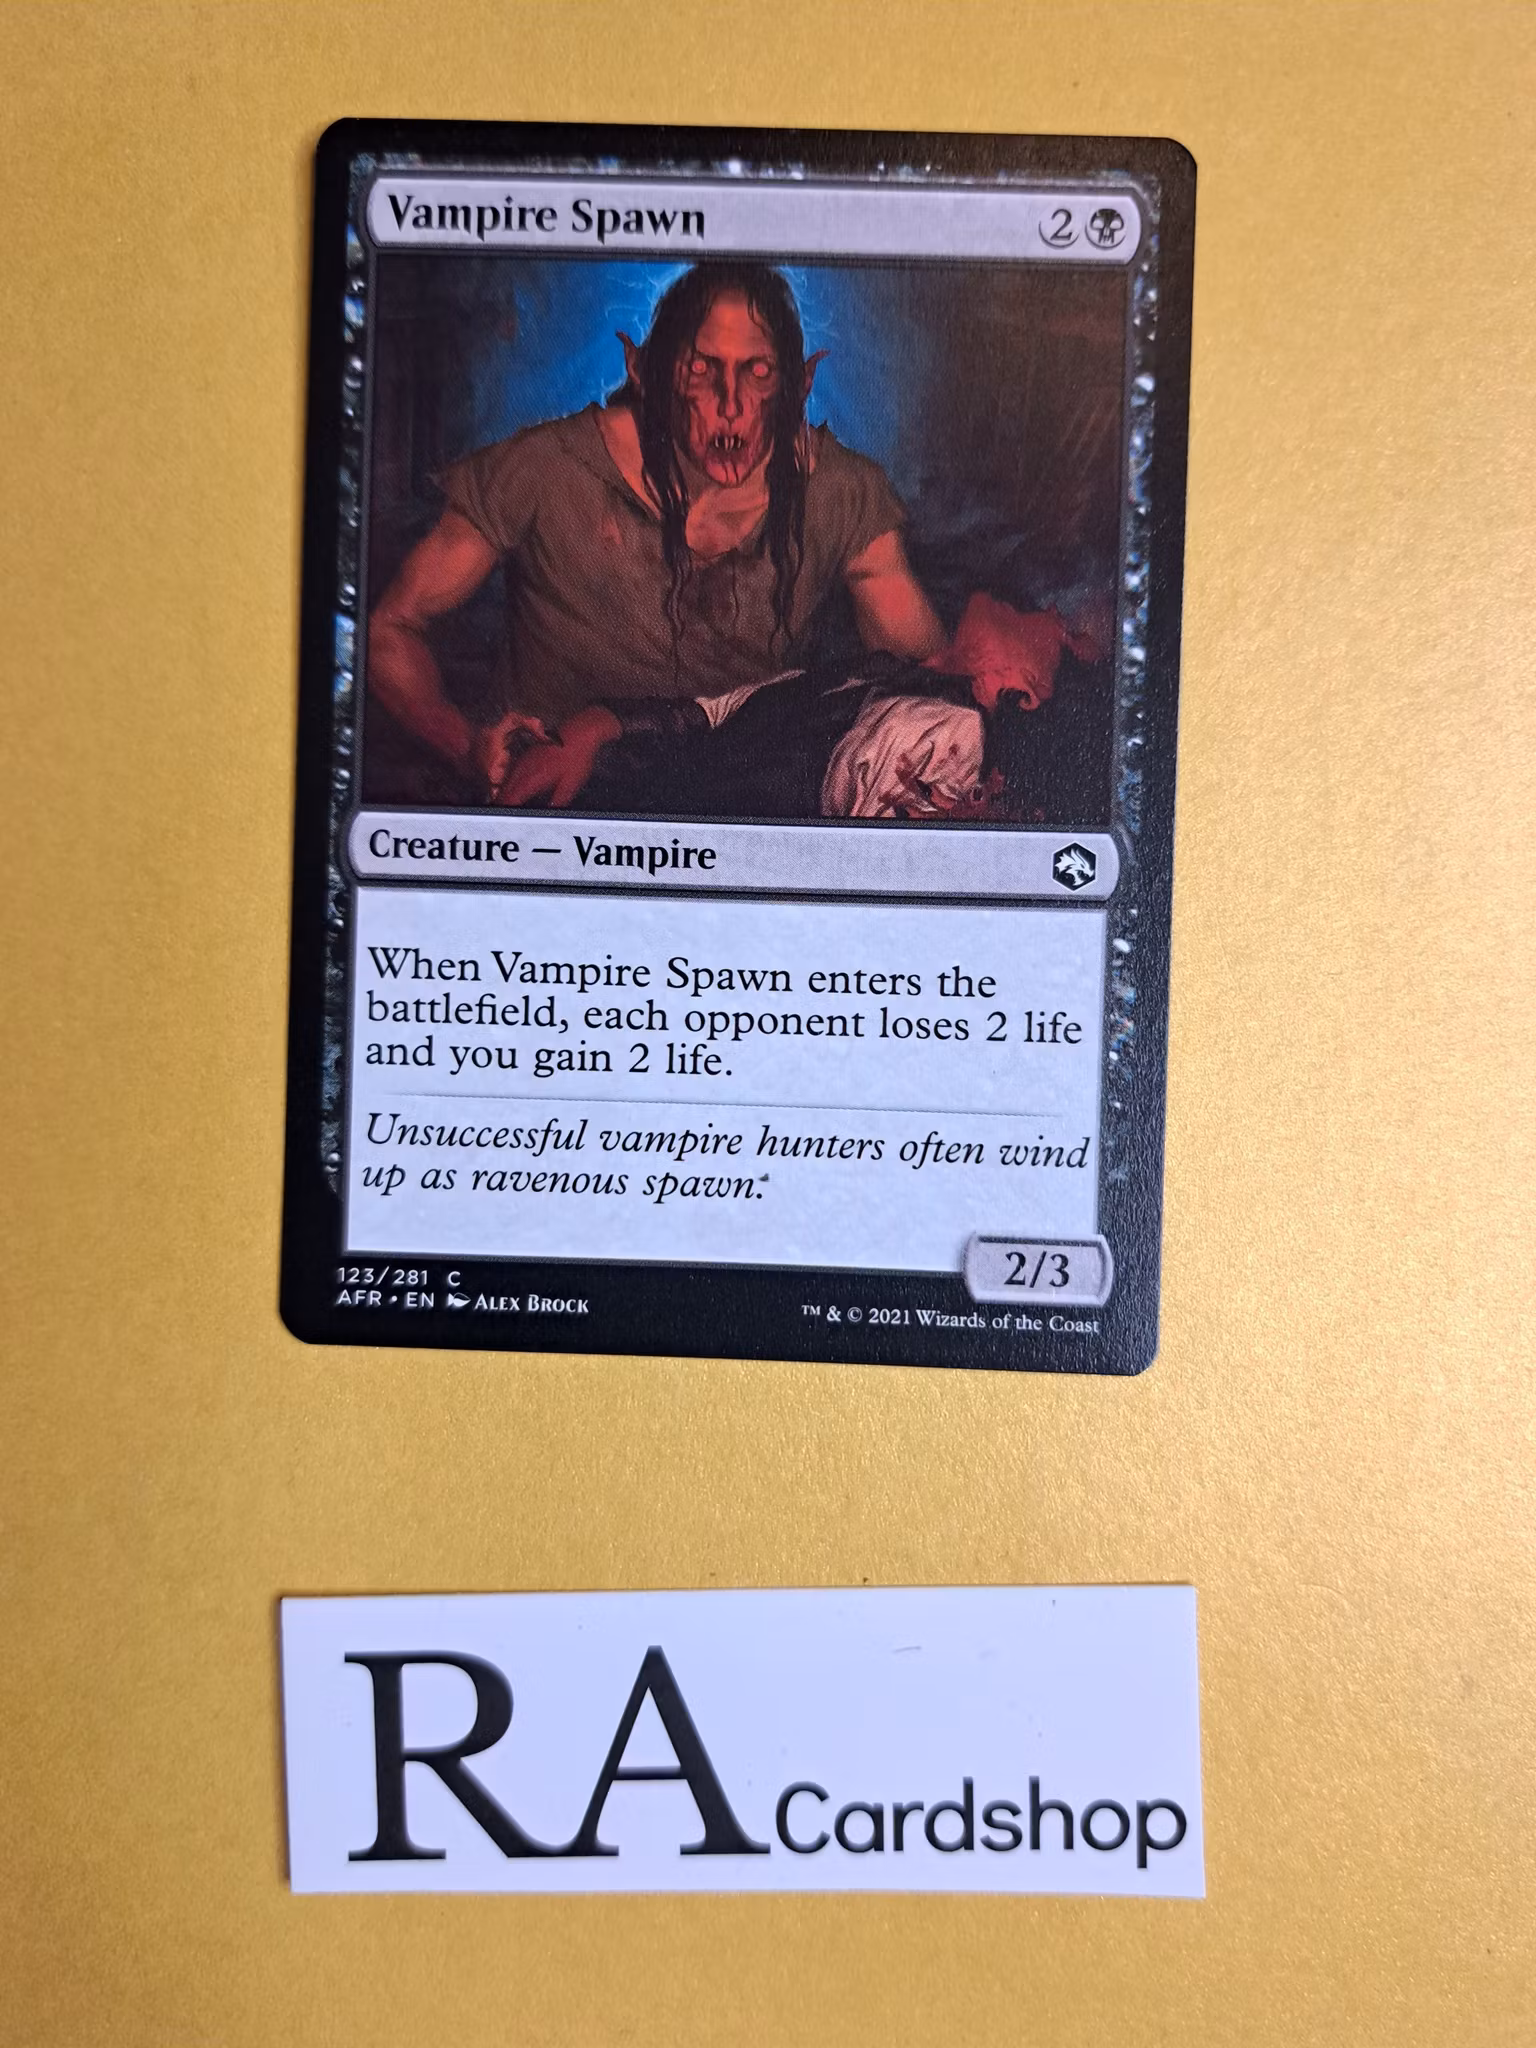 Vampire Spawn 2
Creature — Vampire
When Vampire Spawn enters the
battlefield, each opponent loses 2 life
and you gain 2 life.
Unsuccessful vampire hunters often wind
up as ravenous spawn.
2/3
123/281 C
AFR • EN ALEX BROCK
™ & © 2021 Wizards of the Coast
RA Cardshop